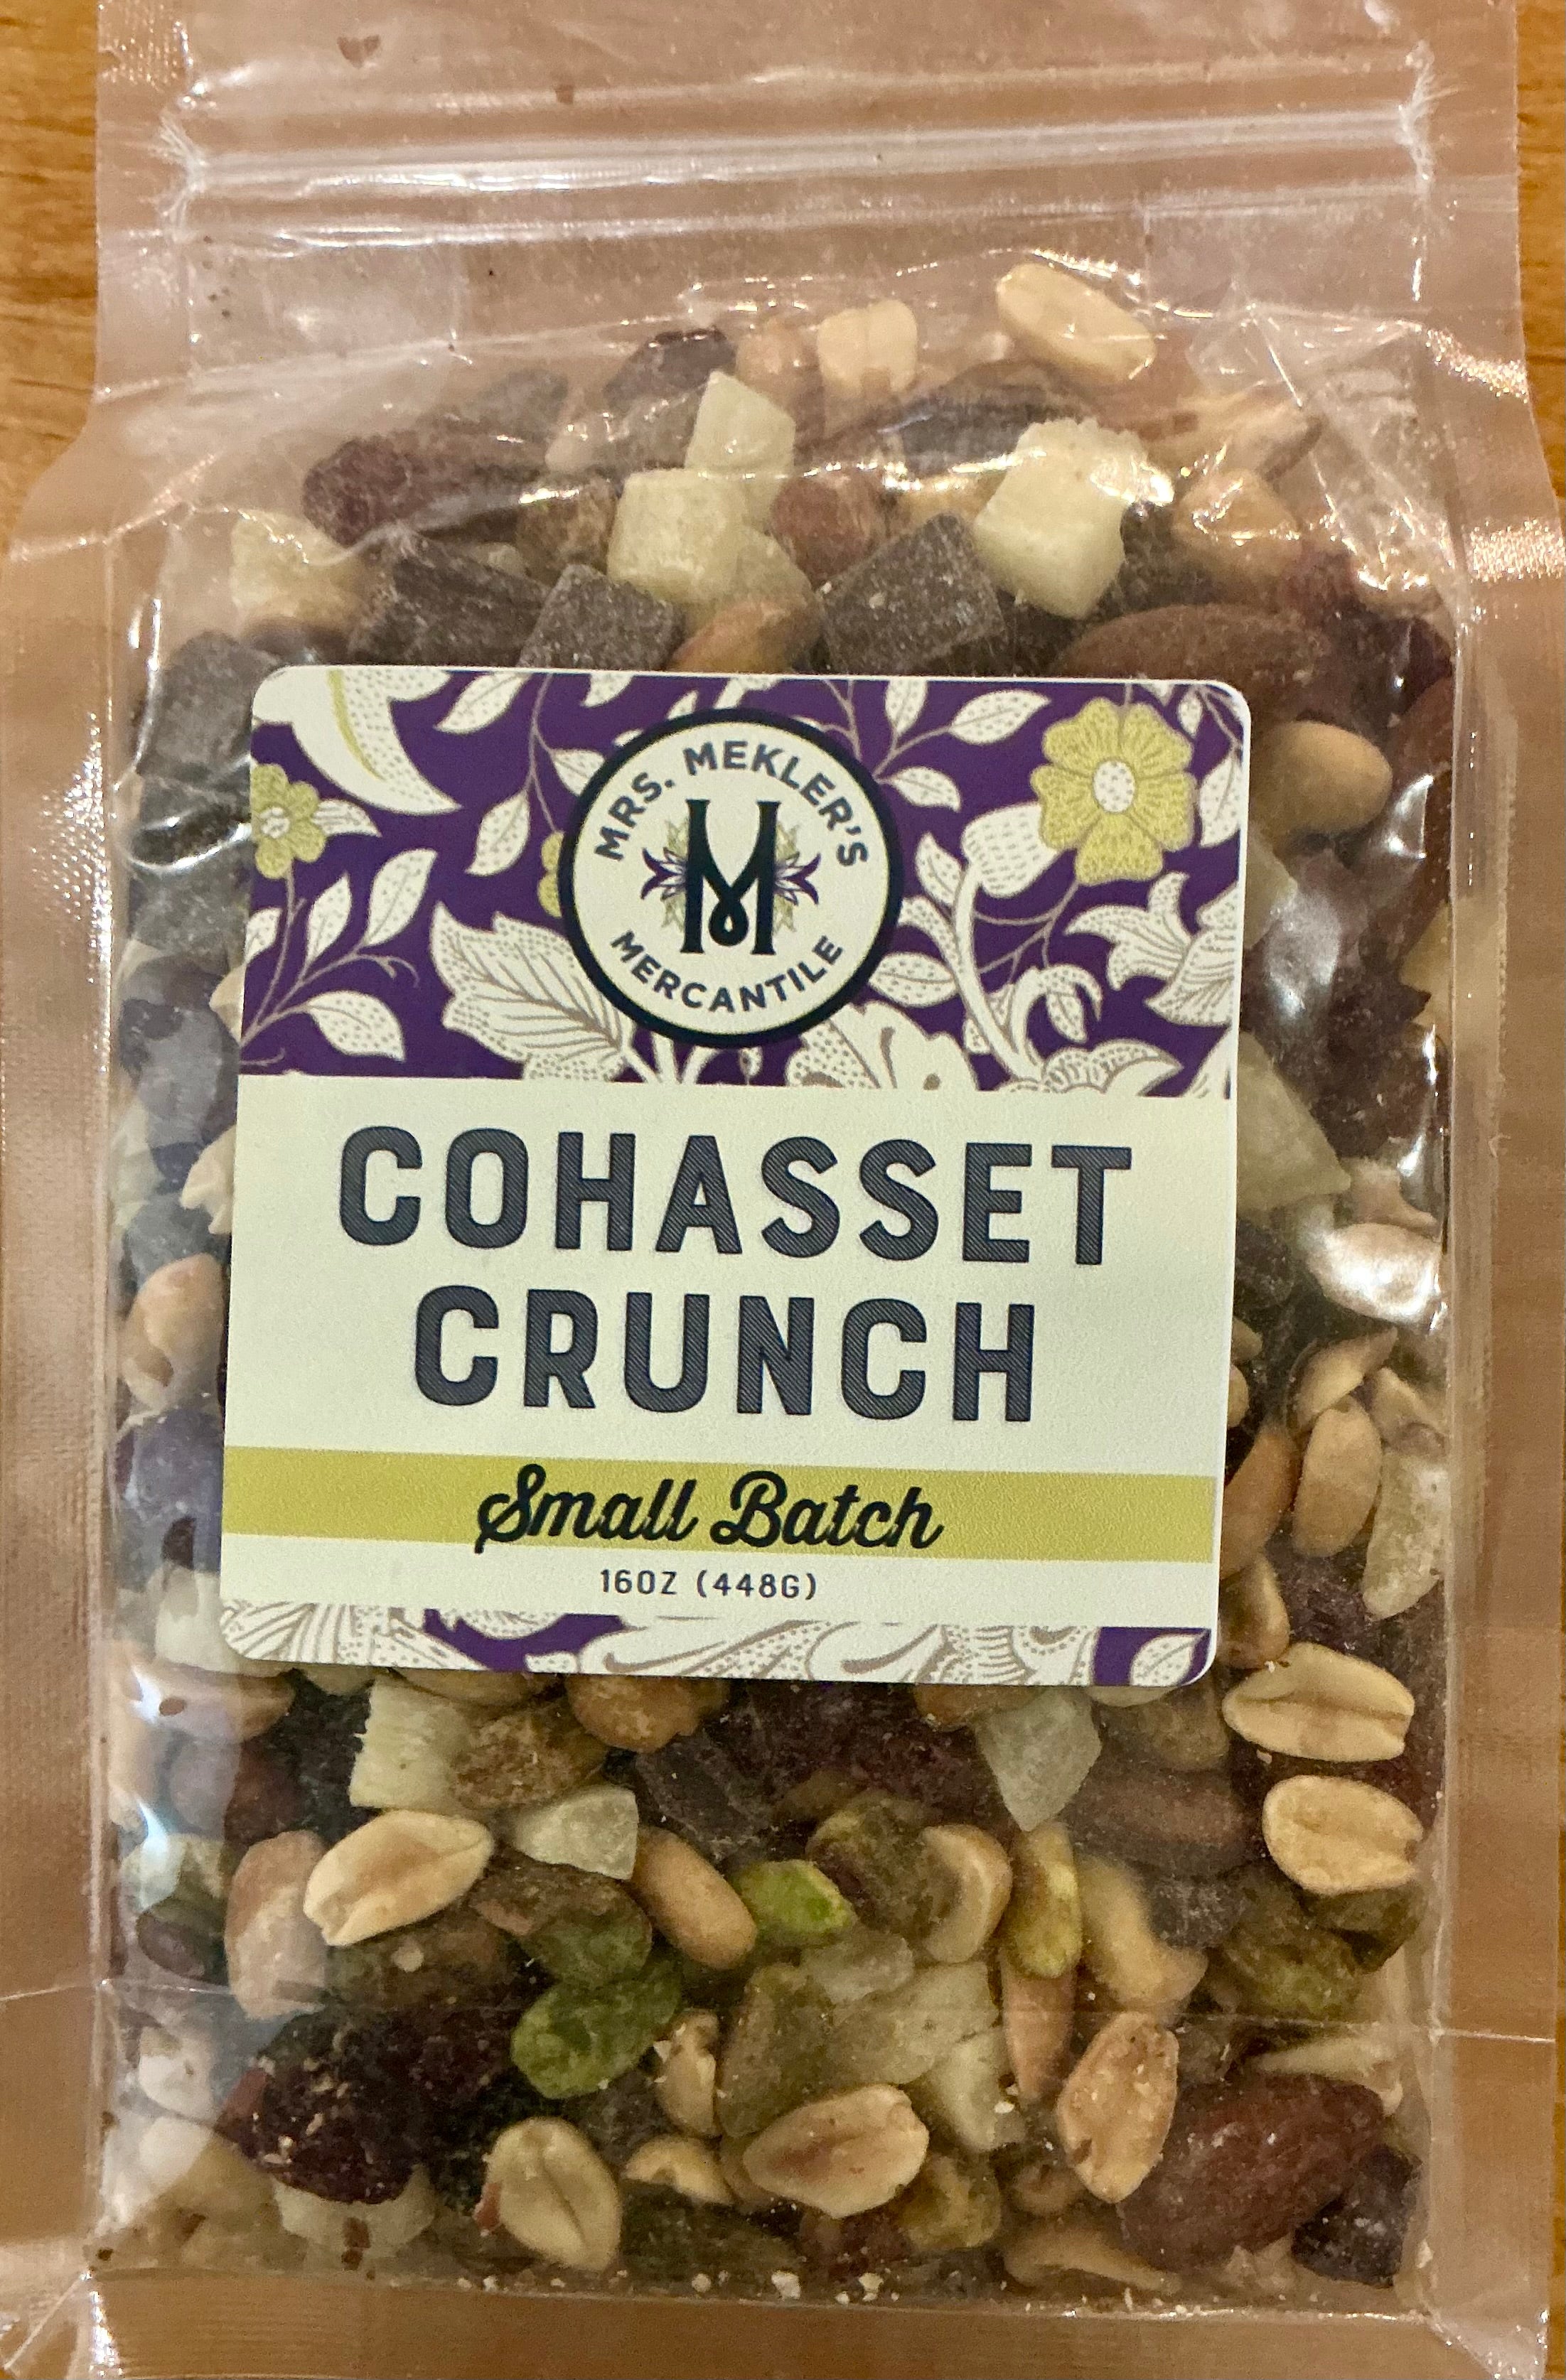 MRS. MEKLER'S
M
MERCANTILE
COHASSET
CRUNCH
Small Batch
16OZ (448G)